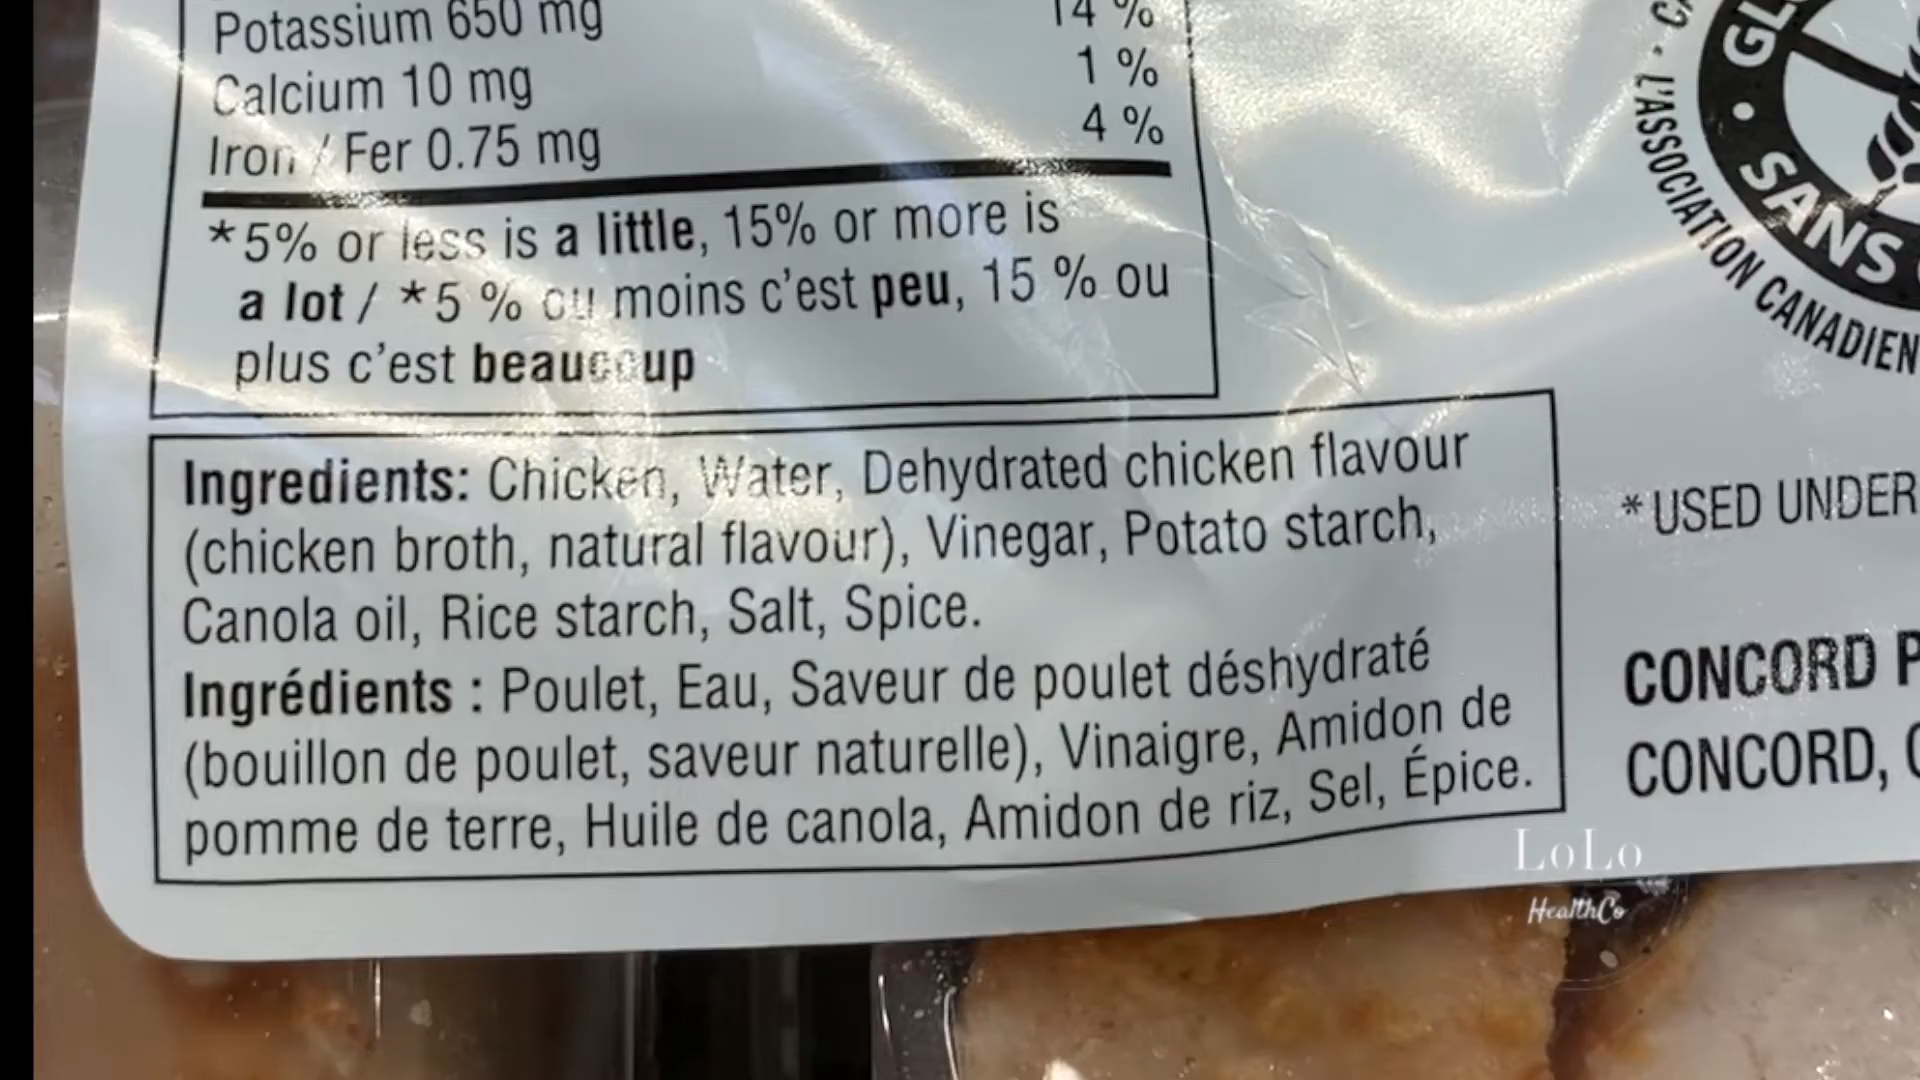 Potassium 650 mg 14 %
Calcium 10 mg 1 %
Iron / Fer 0.75 mg 4 %
*5% or less is a little, 15% or more is
a lot / *5 % ou moins c'est peu, 15 % ou
plus c'est beaucoup
Ingredients: Chicken, Water, Dehydrated chicken flavour
(chicken broth, natural flavour), Vinegar, Potato starch,
Canola oil, Rice starch, Salt, Spice.
Ingrédients : Poulet, Eau, Saveur de poulet déshydraté
(bouillon de poulet, saveur naturelle), Vinaigre, Amidon de
pomme de terre, Huile de canola, Amidon de riz, Sel, Épice.
L'ASSOCIATION CANADIEN
GL
• SANS
*USED UNDER
CONCORD P
CONCORD,
LoLo
HealthCo